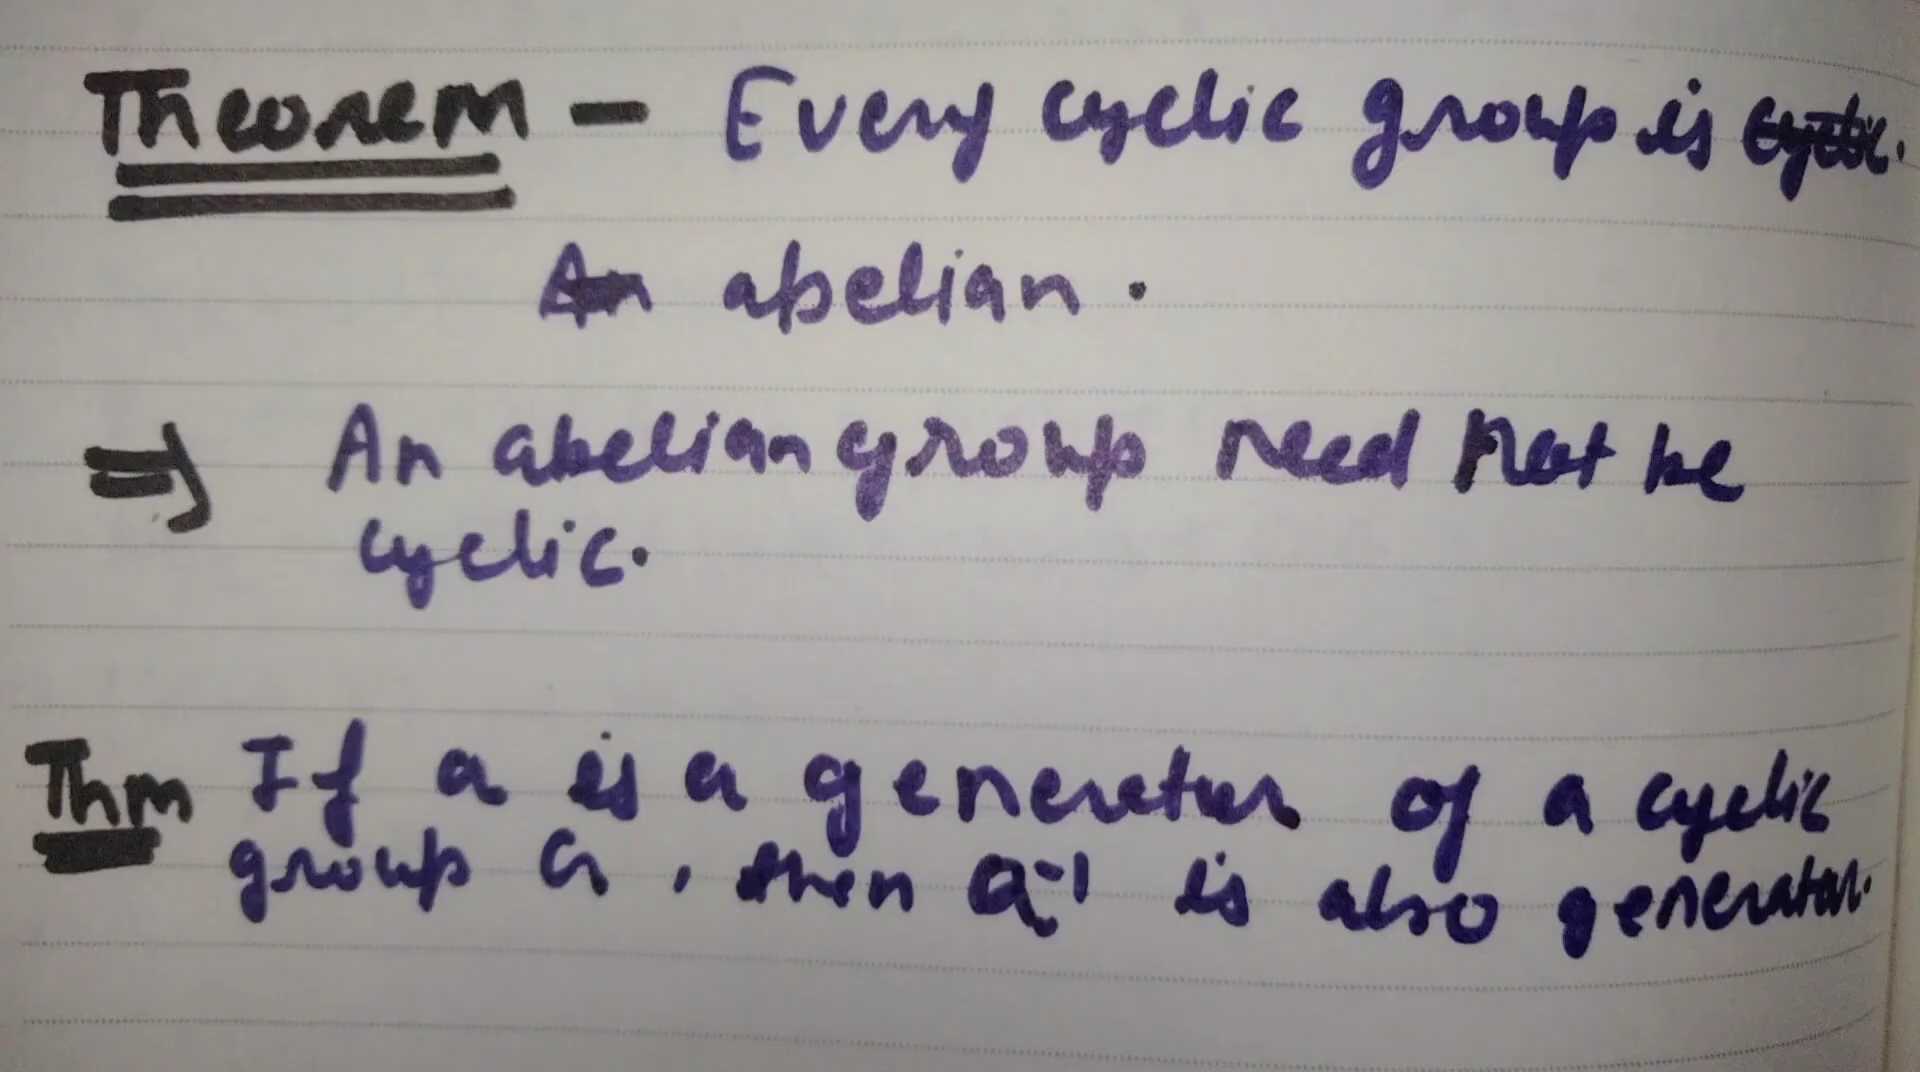 Theorem - Every cyclic group is cyclic.
An abelian.
⇒ An abelian group need not be
cyclic.
Thm If a is a generator of a cyclic
group G, then a⁻¹ is also generator.